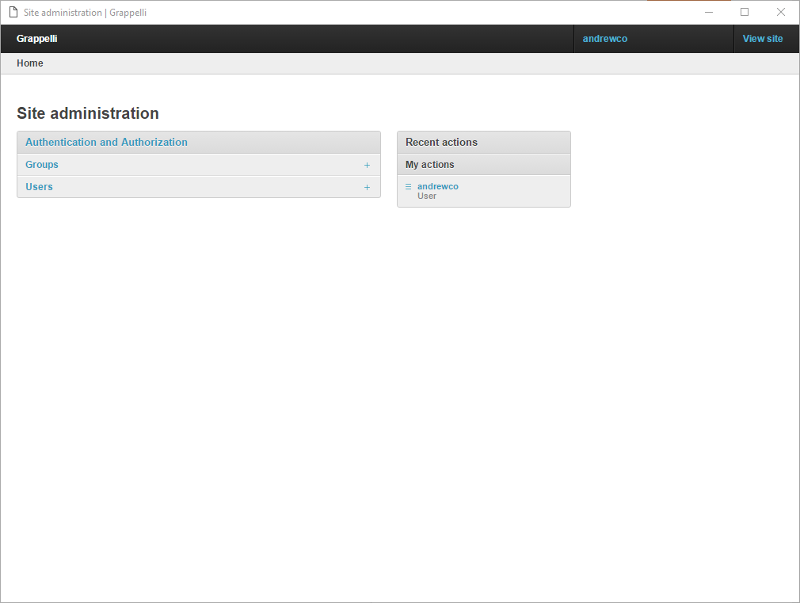 Site administration | Grappelli
Grappelli
andrewco
View site
Home
Site administration
Authentication and Authorization
Groups
+
Users
+
Recent actions
My actions
andrewco
User